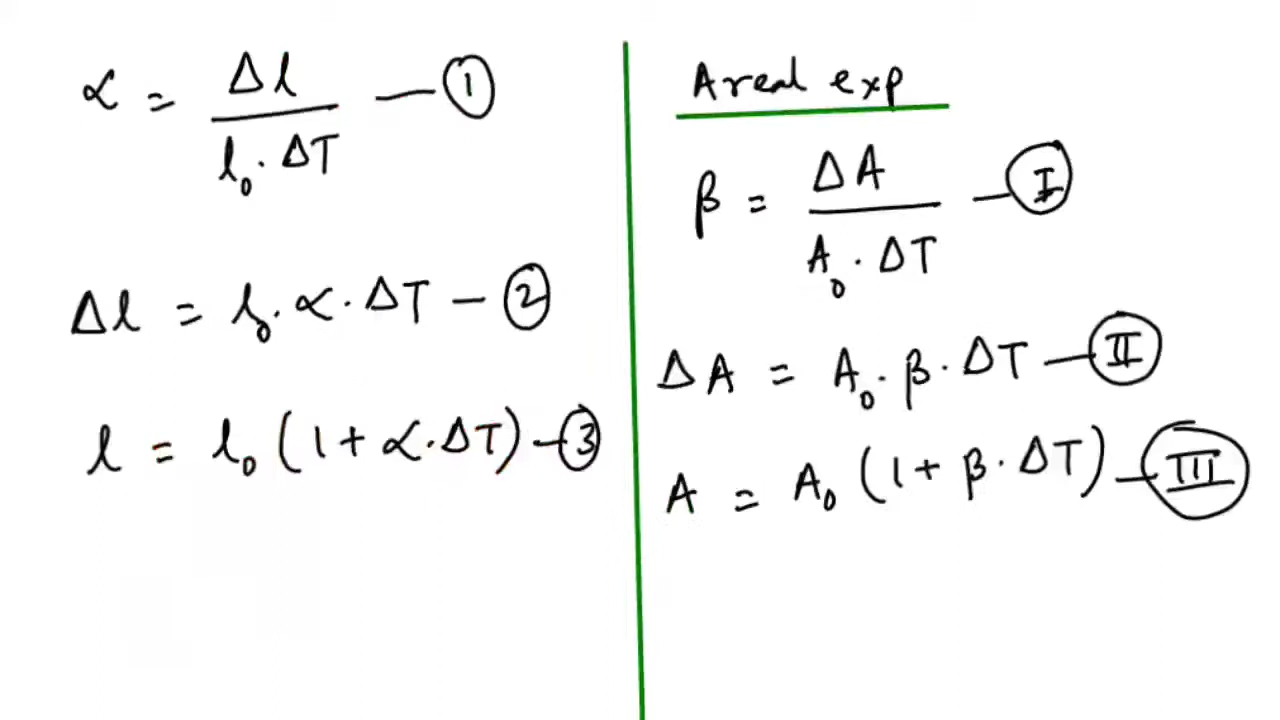 α = Δl / l₀ · ΔT — ①
Δl = l₀ · α · ΔT — ②
l = l₀ (1 + α · ΔT) — ③
Areal exp
β = ΔA / A₀ · ΔT — Ⅰ
ΔA = A₀ · β · ΔT — Ⅱ
A = A₀ (1 + β · ΔT) — Ⅲ